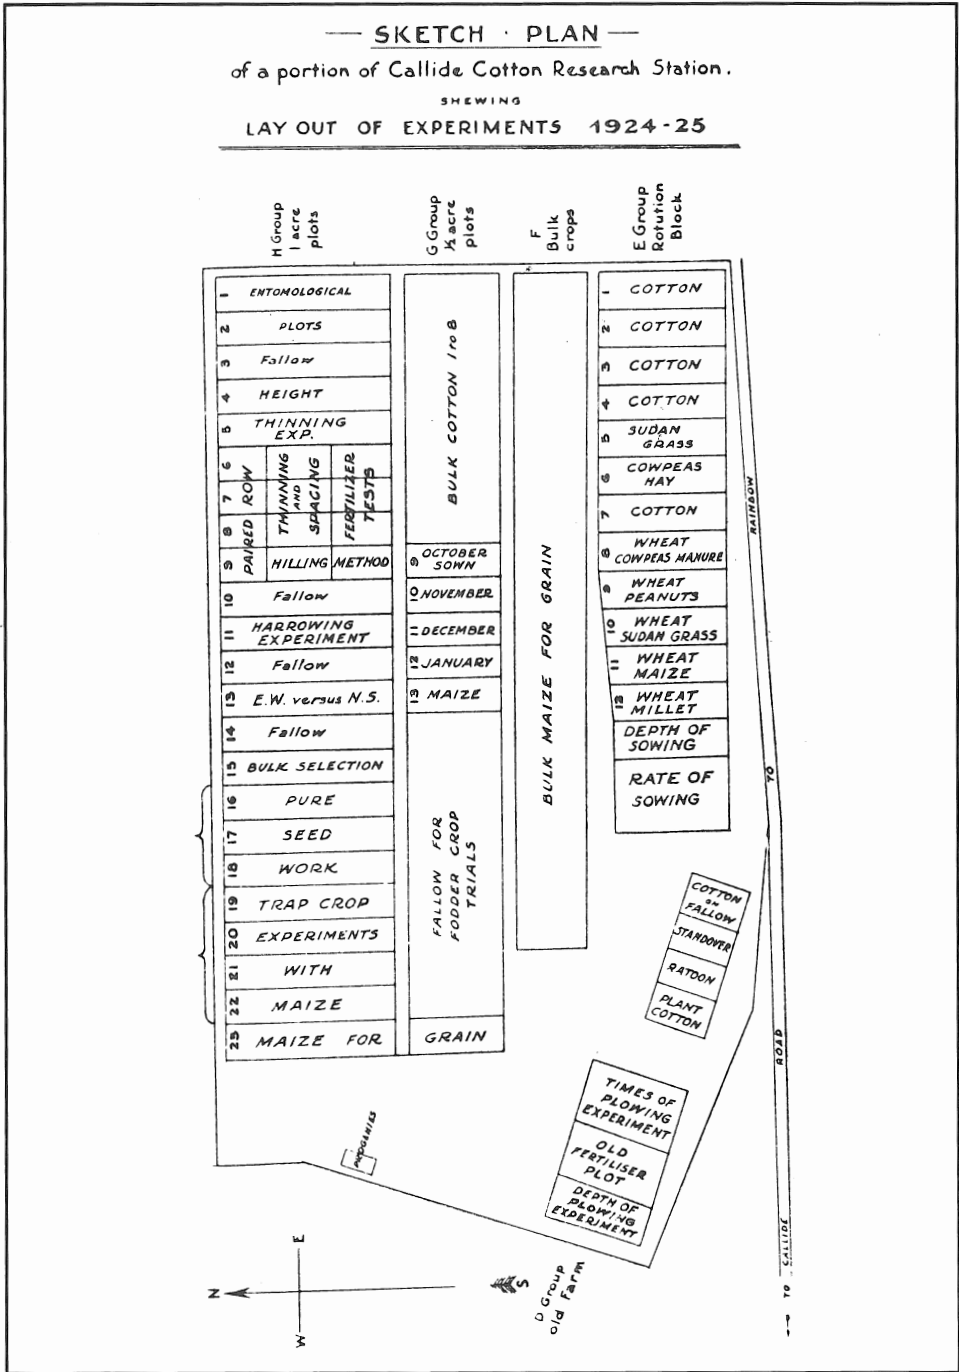 — SKETCH · PLAN —
of a portion of Callide Cotton Research Station.
SHEWING
LAY OUT OF EXPERIMENTS 1924-25
H Group
1 acre
plots
G Group
½ acre
plots
F
Bulk
crops
E Group
Rotution
Block
1 ENTOMOLOGICAL
2 PLOTS
3 Fallow
4 HEIGHT
5 THINNING
EXP.
6
7
8
9
PAIRED ROW
THINNING
AND
SPACING
FERTILIZER
TESTS
HILLING METHOD
10 Fallow
11 HARROWING
EXPERIMENT
12 Fallow
13 E.W. versus N.S.
14 Fallow
15 BULK SELECTION
16 PURE
17 SEED
18 WORK
19 TRAP CROP
20 EXPERIMENTS
21 WITH
22 MAIZE
23 MAIZE FOR
GRAIN
BULK COTTON 1 to 8
9 OCTOBER
SOWN
10 NOVEMBER
11 DECEMBER
12 JANUARY
13 MAIZE
FALLOW FOR
FODDER CROP
TRIALS
BULK MAIZE FOR GRAIN
1 COTTON
2 COTTON
3 COTTON
4 COTTON
5 SUDAN
GRASS
6 COWPEAS
HAY
7 COTTON
8 WHEAT
COWPEAS MANURE
9 WHEAT
PEANUTS
10 WHEAT
SUDAN GRASS
11 WHEAT
MAIZE
12 WHEAT
MILLET
DEPTH OF
SOWING
RATE OF
SOWING
COTTON
ON
FALLOW
STANDOVER
RATOON
PLANT
COTTON
TIMES OF
PLOWING
EXPERIMENT
OLD
FERTILISER
PLOT
DEPTH OF
PLOWING
EXPERIMENT
D Group
old Farm
PROGENIES
RAINBOW
TO
ROAD
TO CALLIDE
N
E
S
W